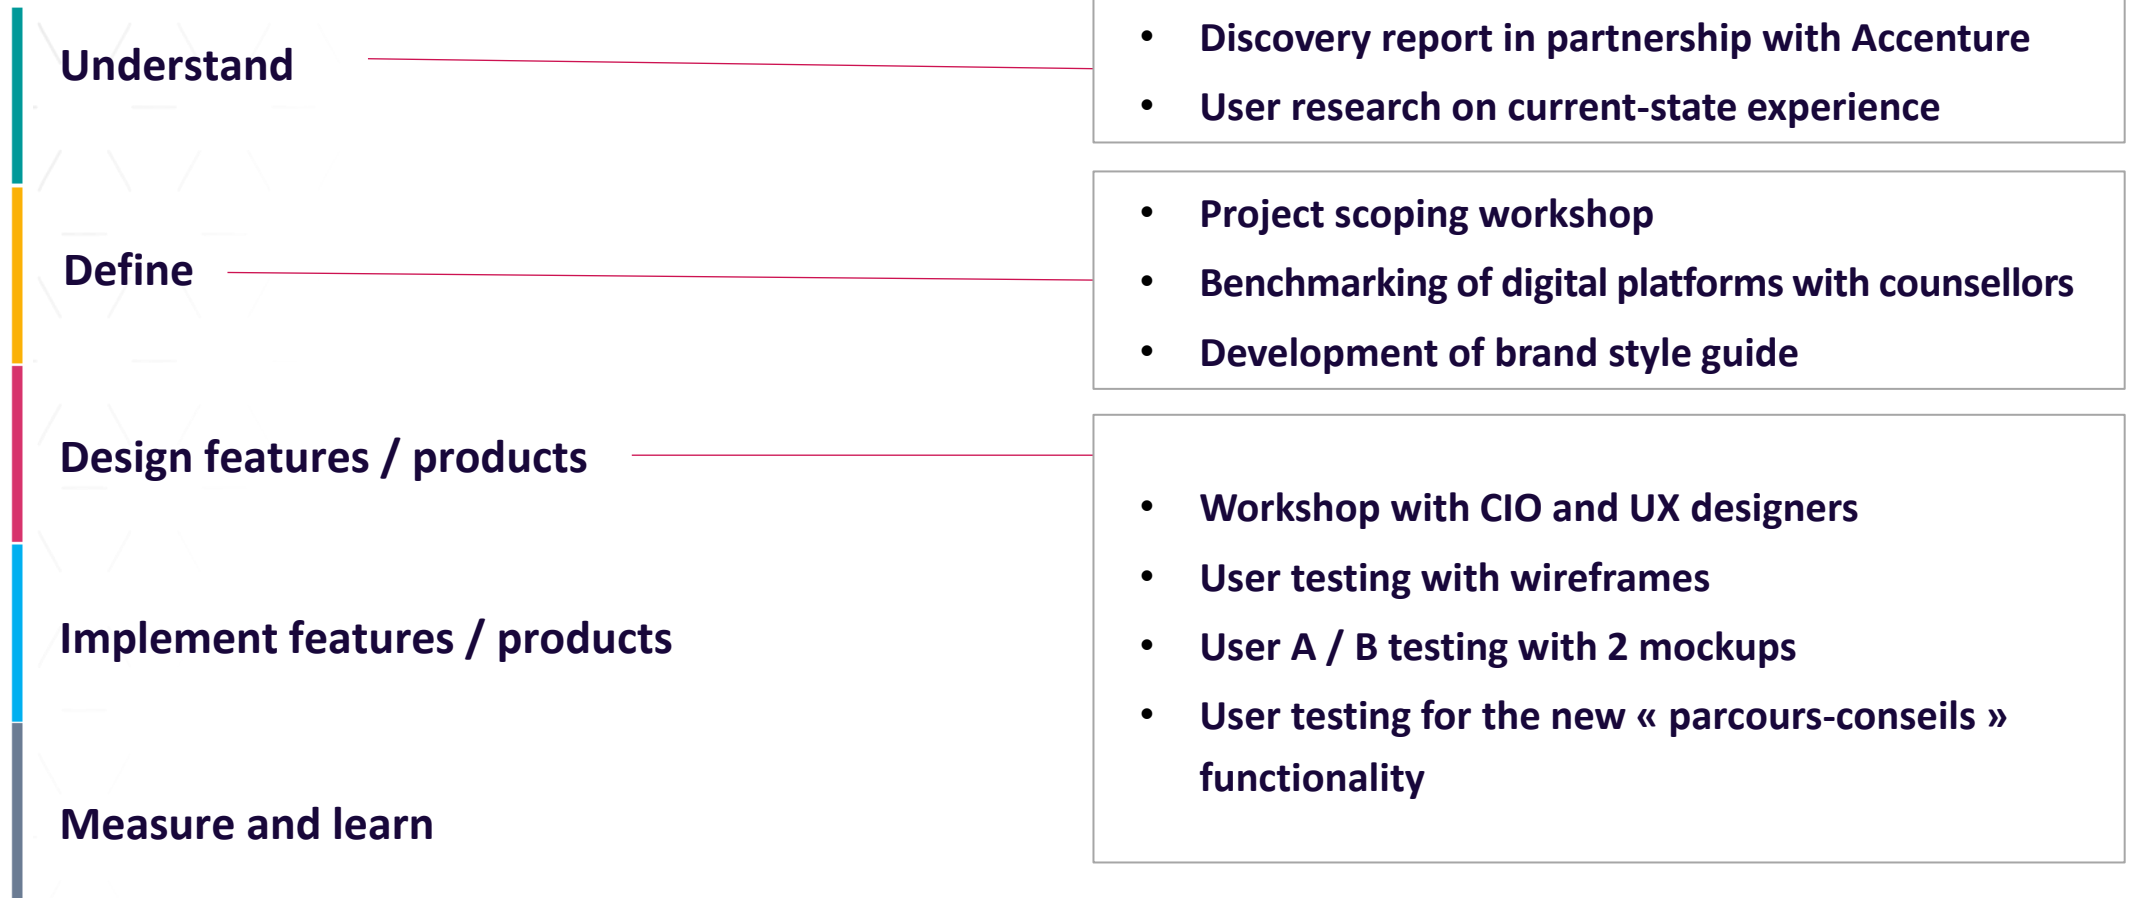 Understand
• Discovery report in partnership with Accenture
• User research on current-state experience
Define
• Project scoping workshop
• Benchmarking of digital platforms with counsellors
• Development of brand style guide
Design features / products
• Workshop with CIO and UX designers
• User testing with wireframes
• User A / B testing with 2 mockups
• User testing for the new « parcours-conseils »
functionality
Implement features / products
Measure and learn